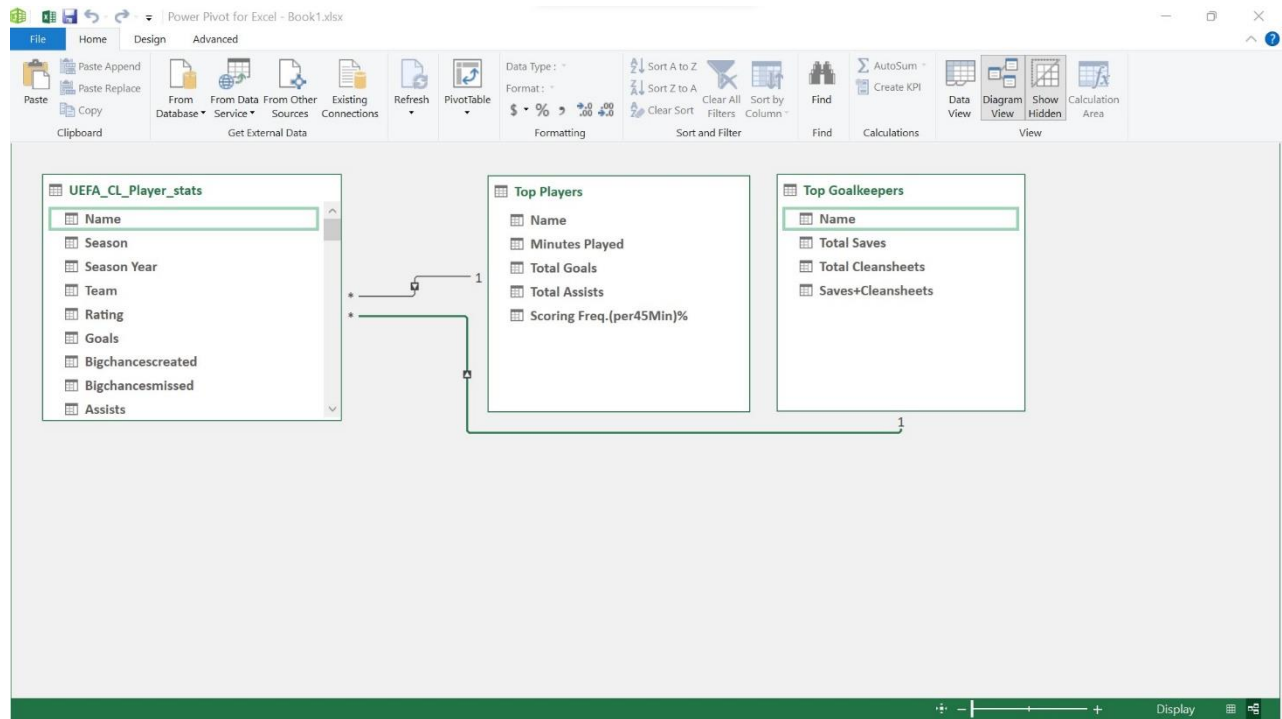 Power Pivot for Excel - Book1.xlsx
File Home Design Advanced
Paste
Paste Append
Paste Replace
Copy
Clipboard
From Database
From Data Service
From Other Sources
Existing Connections
Get External Data
Refresh
PivotTable
Data Type :
Format :
$ % , .0 .00 .00 .0
Formatting
Sort A to Z
Sort Z to A
Clear Sort
Clear All Filters
Sort by Column
Sort and Filter
Find
Find
AutoSum
Create KPI
Calculations
Data View
Diagram View
Show Hidden
Calculation Area
View
UEFA_CL_Player_stats
Name
Season
Season Year
Team
Rating
Goals
Bigchancescreated
Bigchancesmissed
Assists
*
*
1
Top Players
Name
Minutes Played
Total Goals
Total Assists
Scoring Freq.(per45Min)%
Top Goalkeepers
Name
Total Saves
Total Cleansheets
Saves+Cleansheets
1
Display